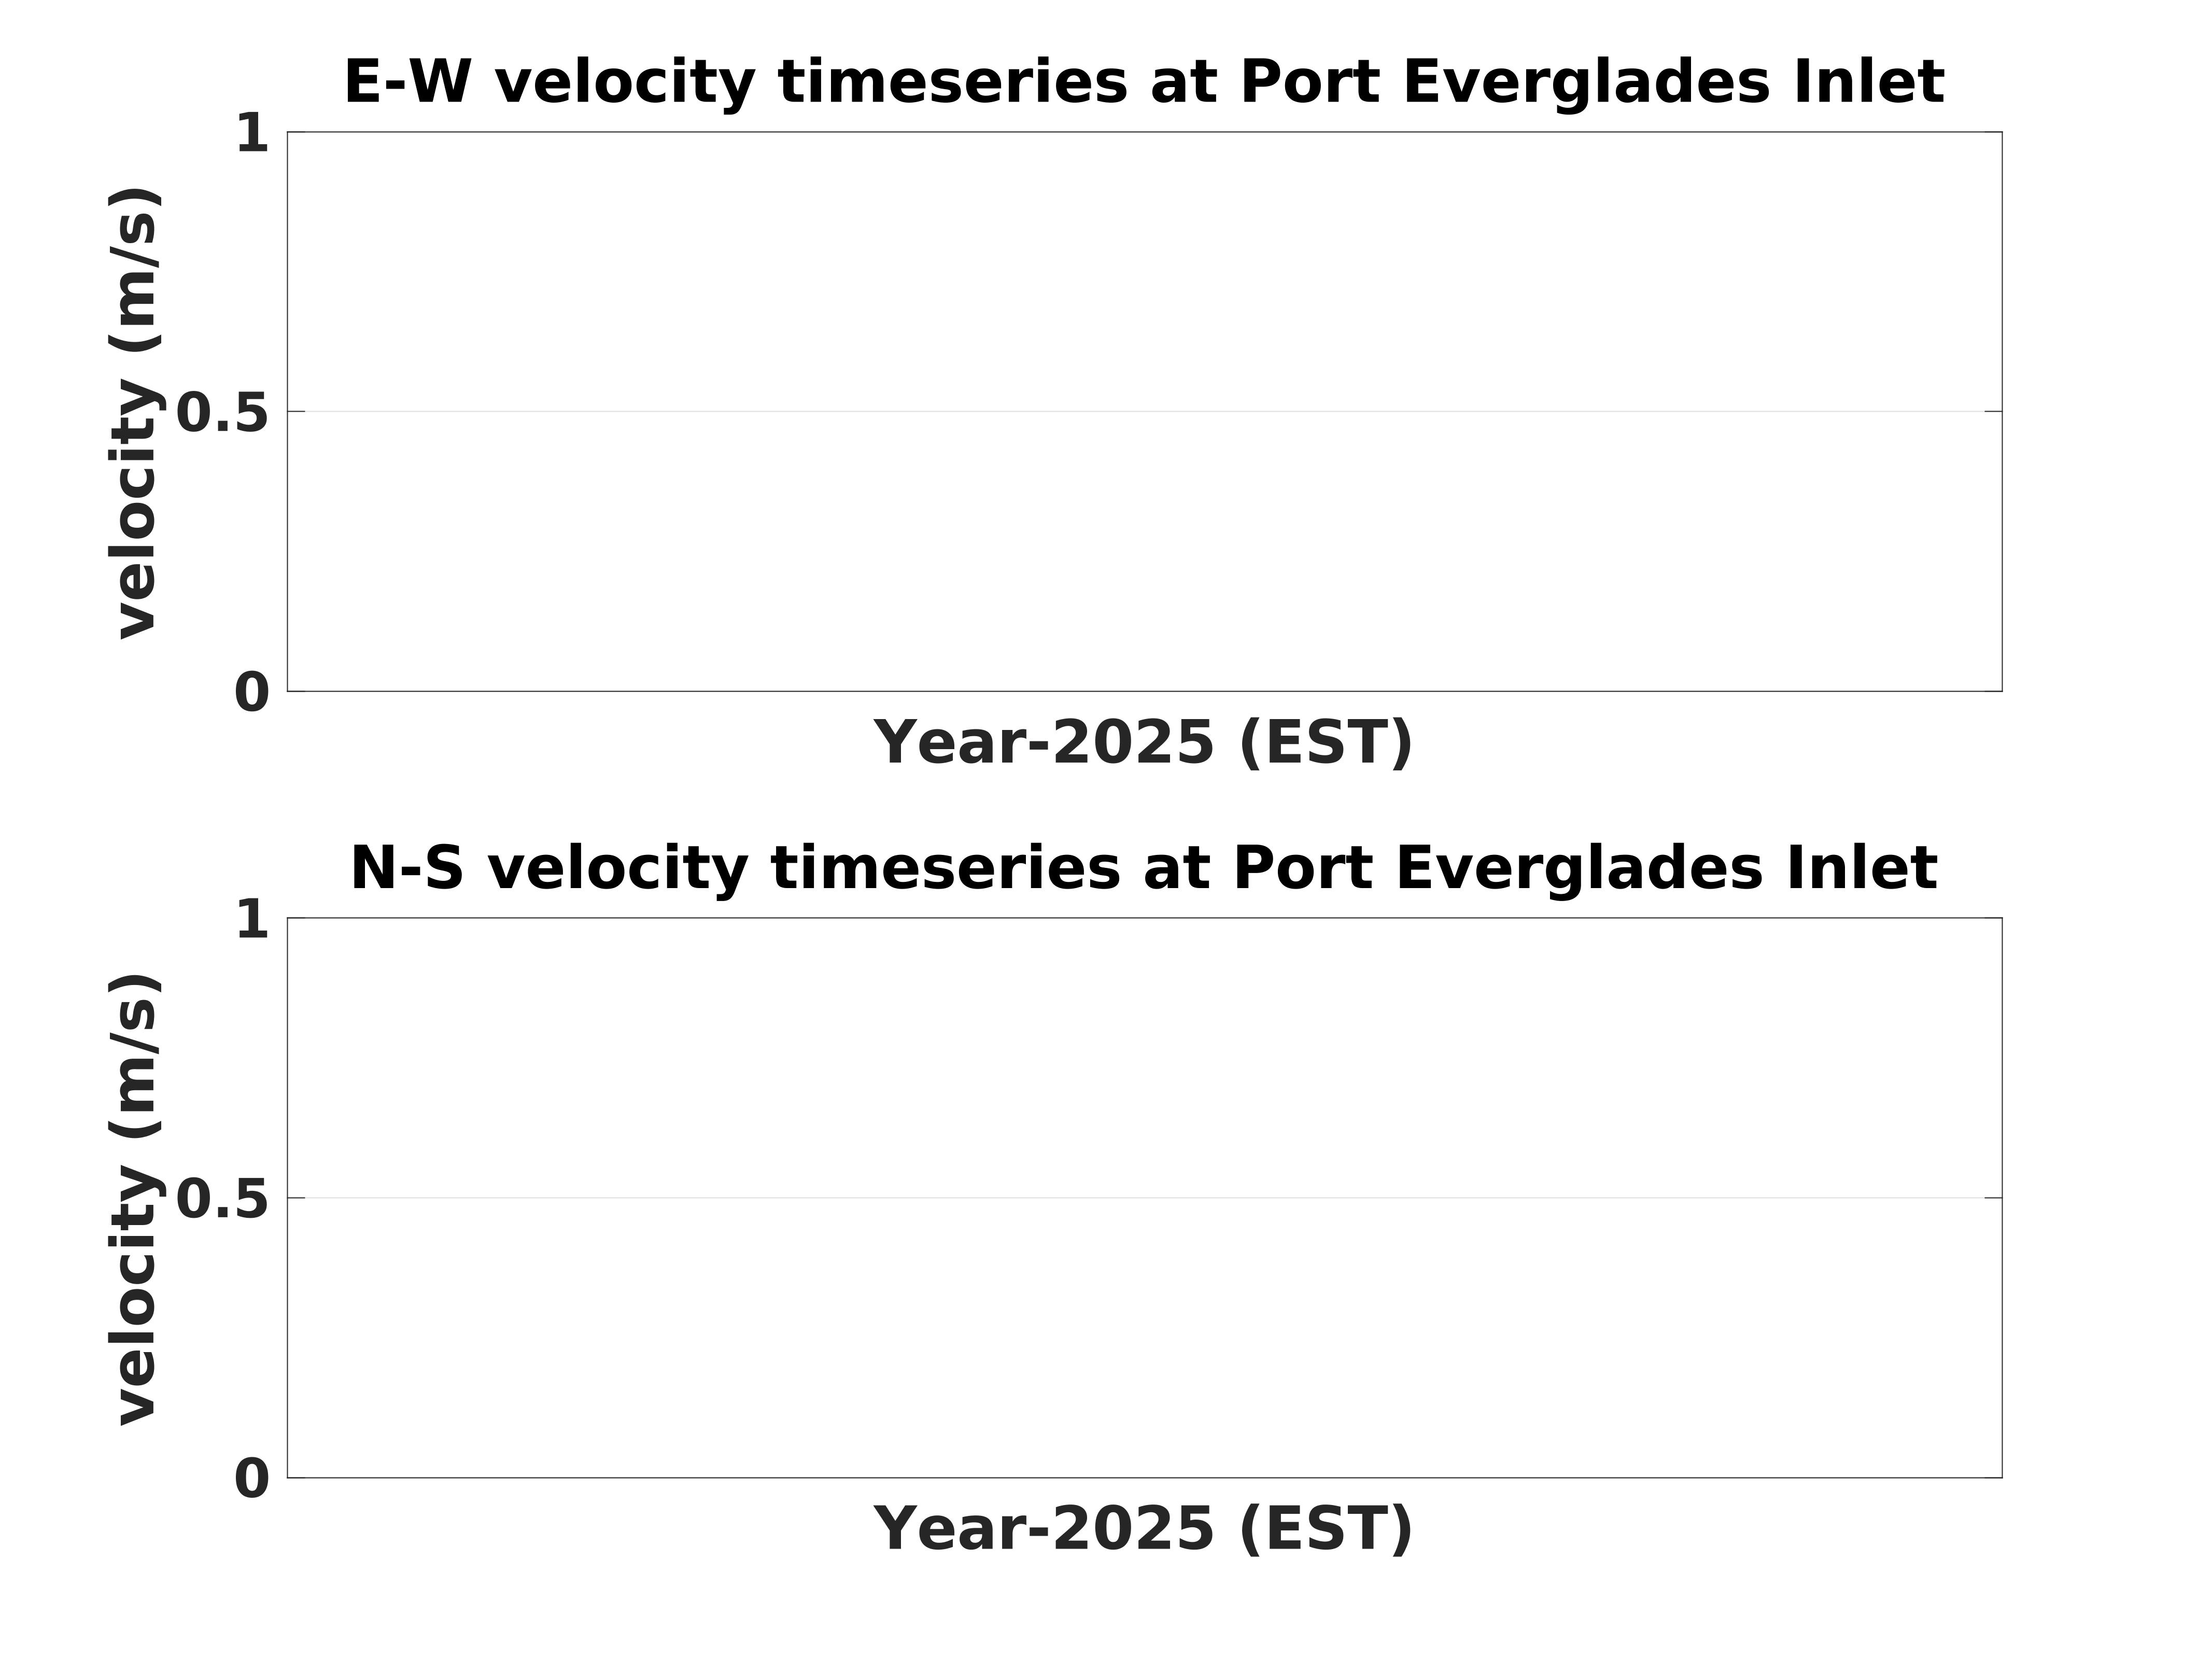 E-W velocity timeseries at Port Everglades Inlet
1
velocity (m/s)
0.5
0
Year-2025 (EST)
N-S velocity timeseries at Port Everglades Inlet
1
velocity (m/s)
0.5
0
Year-2025 (EST)